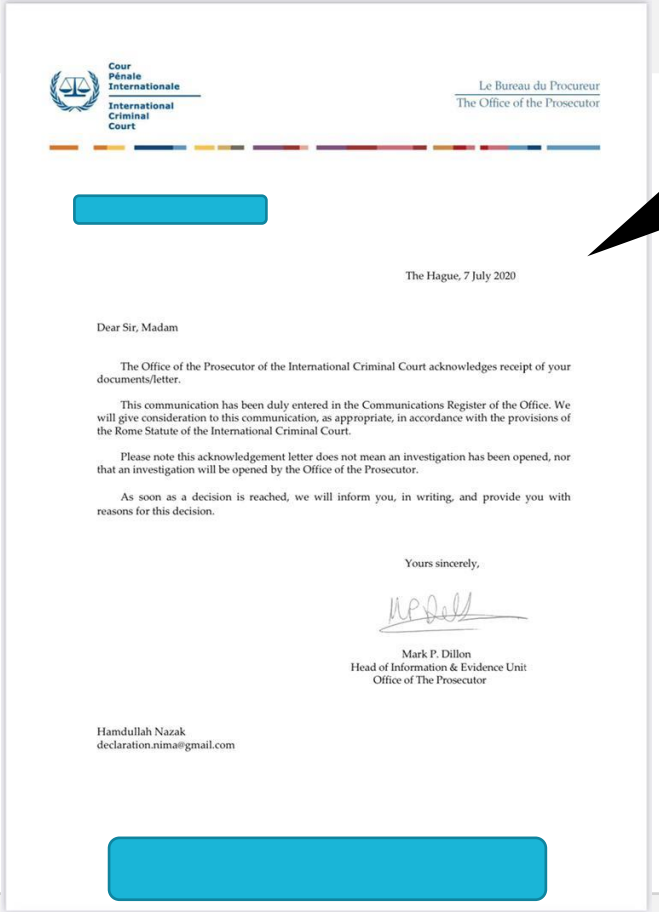 Cour
Pénale
Internationale
International
Criminal
Court
Le Bureau du Procureur
The Office of the Prosecutor
The Hague, 7 July 2020
Dear Sir, Madam
The Office of the Prosecutor of the International Criminal Court acknowledges receipt of your
documents/letter.
This communication has been duly entered in the Communications Register of the Office. We
will give consideration to this communication, as appropriate, in accordance with the provisions of
the Rome Statute of the International Criminal Court.
Please note this acknowledgement letter does not mean an investigation has been opened, nor
that an investigation will be opened by the Office of the Prosecutor.
As soon as a decision is reached, we will inform you, in writing, and provide you with
reasons for this decision.
Yours sincerely,
Mark P. Dillon
Head of Information & Evidence Unit
Office of The Prosecutor
Hamdullah Nazak
declaration.nima@gmail.com